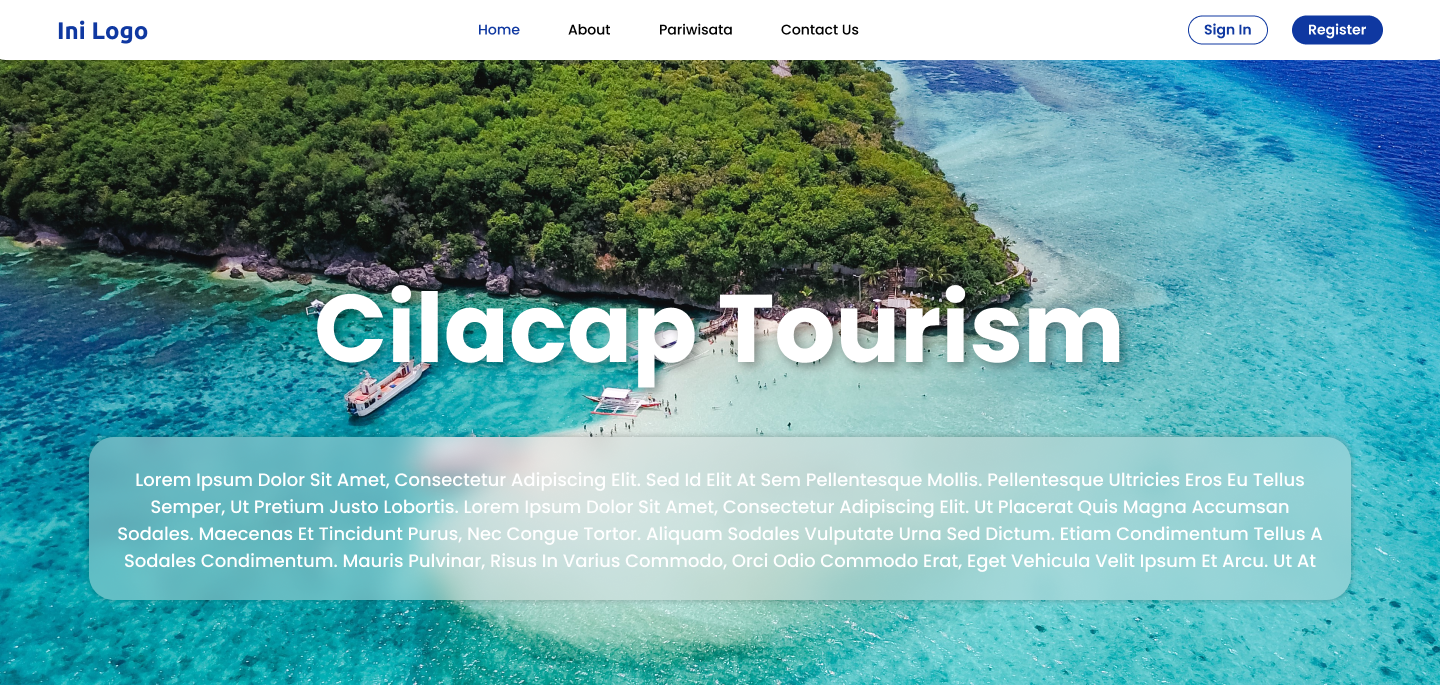 Ini Logo
Home
About
Pariwisata
Contact Us
Sign In
Register
Cilacap Tourism
Lorem Ipsum Dolor Sit Amet, Consectetur Adipiscing Elit. Sed Id Elit At Sem Pellentesque Mollis. Pellentesque Ultricies Eros Eu Tellus
Semper, Ut Pretium Justo Lobortis. Lorem Ipsum Dolor Sit Amet, Consectetur Adipiscing Elit. Ut Placerat Quis Magna Accumsan
Sodales. Maecenas Et Tincidunt Purus, Nec Congue Tortor. Aliquam Sodales Vulputate Urna Sed Dictum. Etiam Condimentum Tellus A
Sodales Condimentum. Mauris Pulvinar, Risus In Varius Commodo, Orci Odio Commodo Erat, Eget Vehicula Velit Ipsum Et Arcu. Ut At